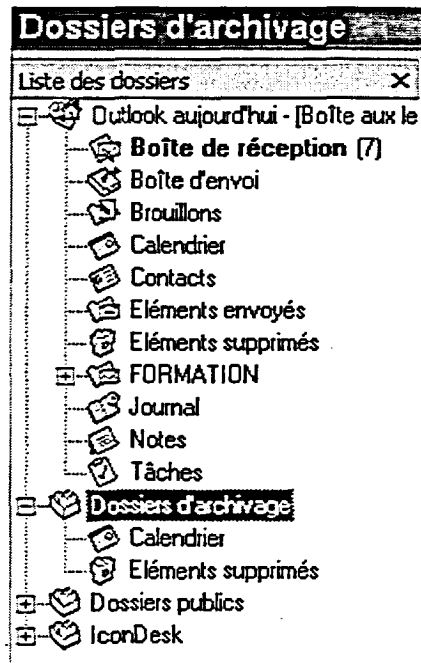 Dossiers d'archivage
Liste des dossiers
Outlook aujourd'hui - [Boîte aux le
Boîte de réception (7)
Boîte d'envoi
Brouillons
Calendrier
Contacts
Eléments envoyés
Eléments supprimés
FORMATION
Journal
Notes
Tâches
Dossiers d'archivage
Calendrier
Eléments supprimés
Dossiers publics
IconDesk